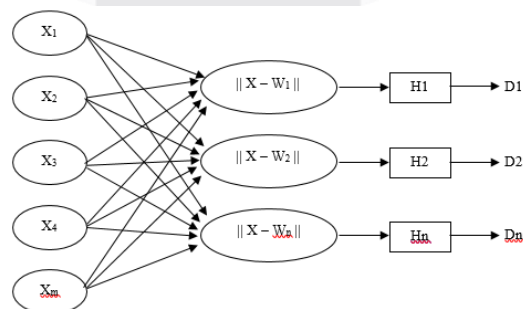 X1
X2
X3
X4
Xm
|| X – W1 ||
|| X – W2 ||
|| X – Wn ||
H1
H2
Hn
D1
D2
Dn